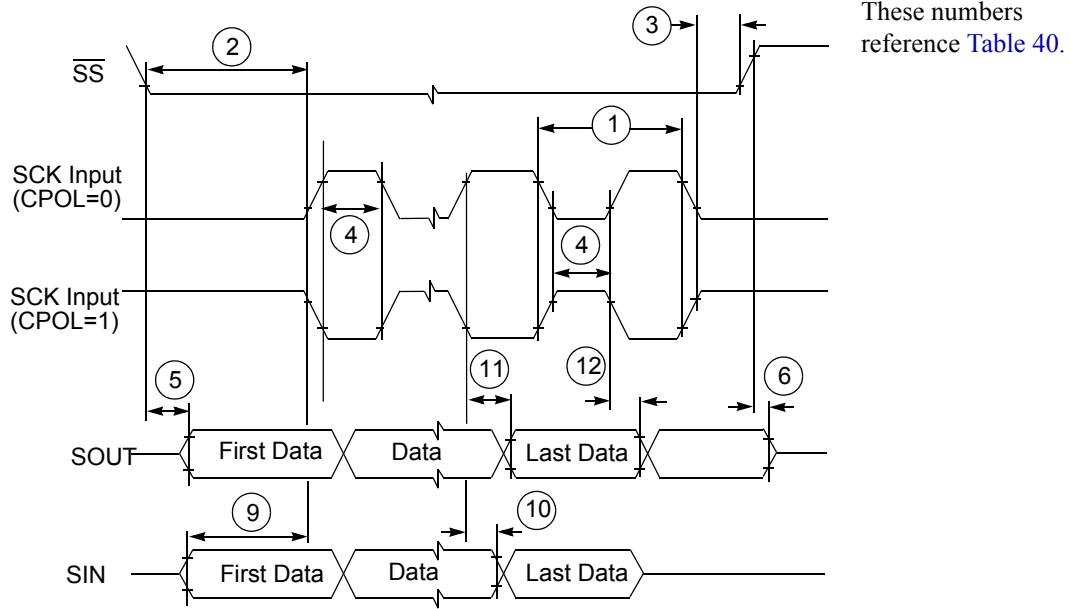 These numbers
reference Table 40.
3
2
SS
1
SCK Input
(CPOL=0)
4
4
SCK Input
(CPOL=1)
5
11
12
6
SOUT
First Data
Data
Last Data
9
10
SIN
First Data
Data
Last Data